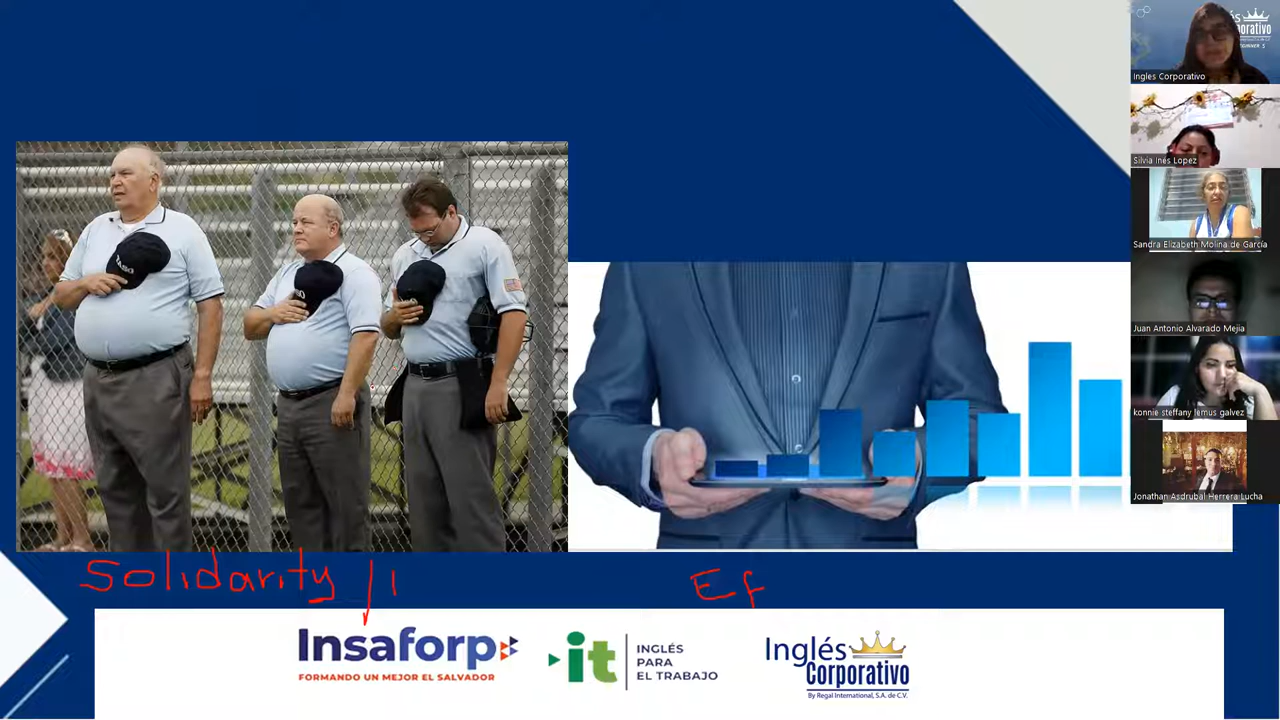 Ingles Corporativo
Silvia Inés Lopez
Sandra Elizabeth Molina de García
Juan Antonio Alvarado Mejia
konnie steffany lemus galvez
Jonathan Asdrubal Herrera Lucha
Solidarity / i
Ef
Insaforp
FORMANDO UN MEJOR EL SALVADOR
it
INGLÉS
PARA
EL TRABAJO
Inglés
Corporativo
By Regal International, S.A. de C.V.